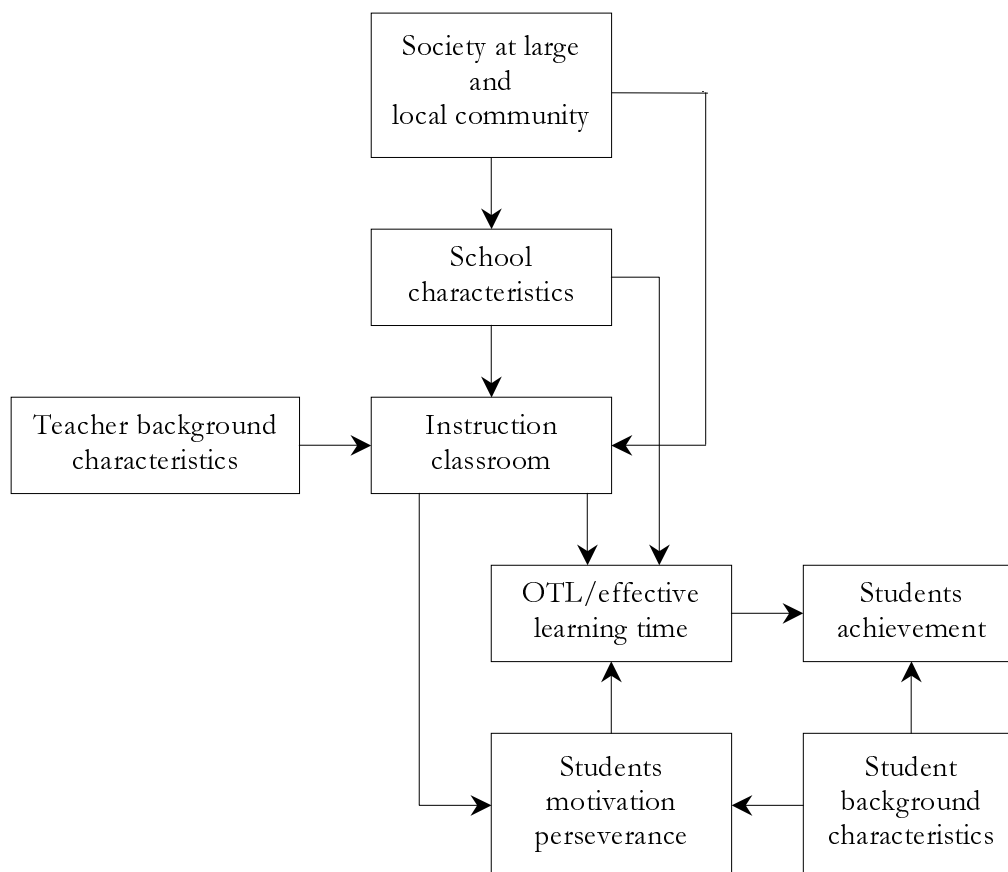 Society at large
and
local community
School
characteristics
Teacher background
characteristics
Instruction
classroom
OTL/effective
learning time
Students
achievement
Students
motivation
perseverance
Student
background
characteristics